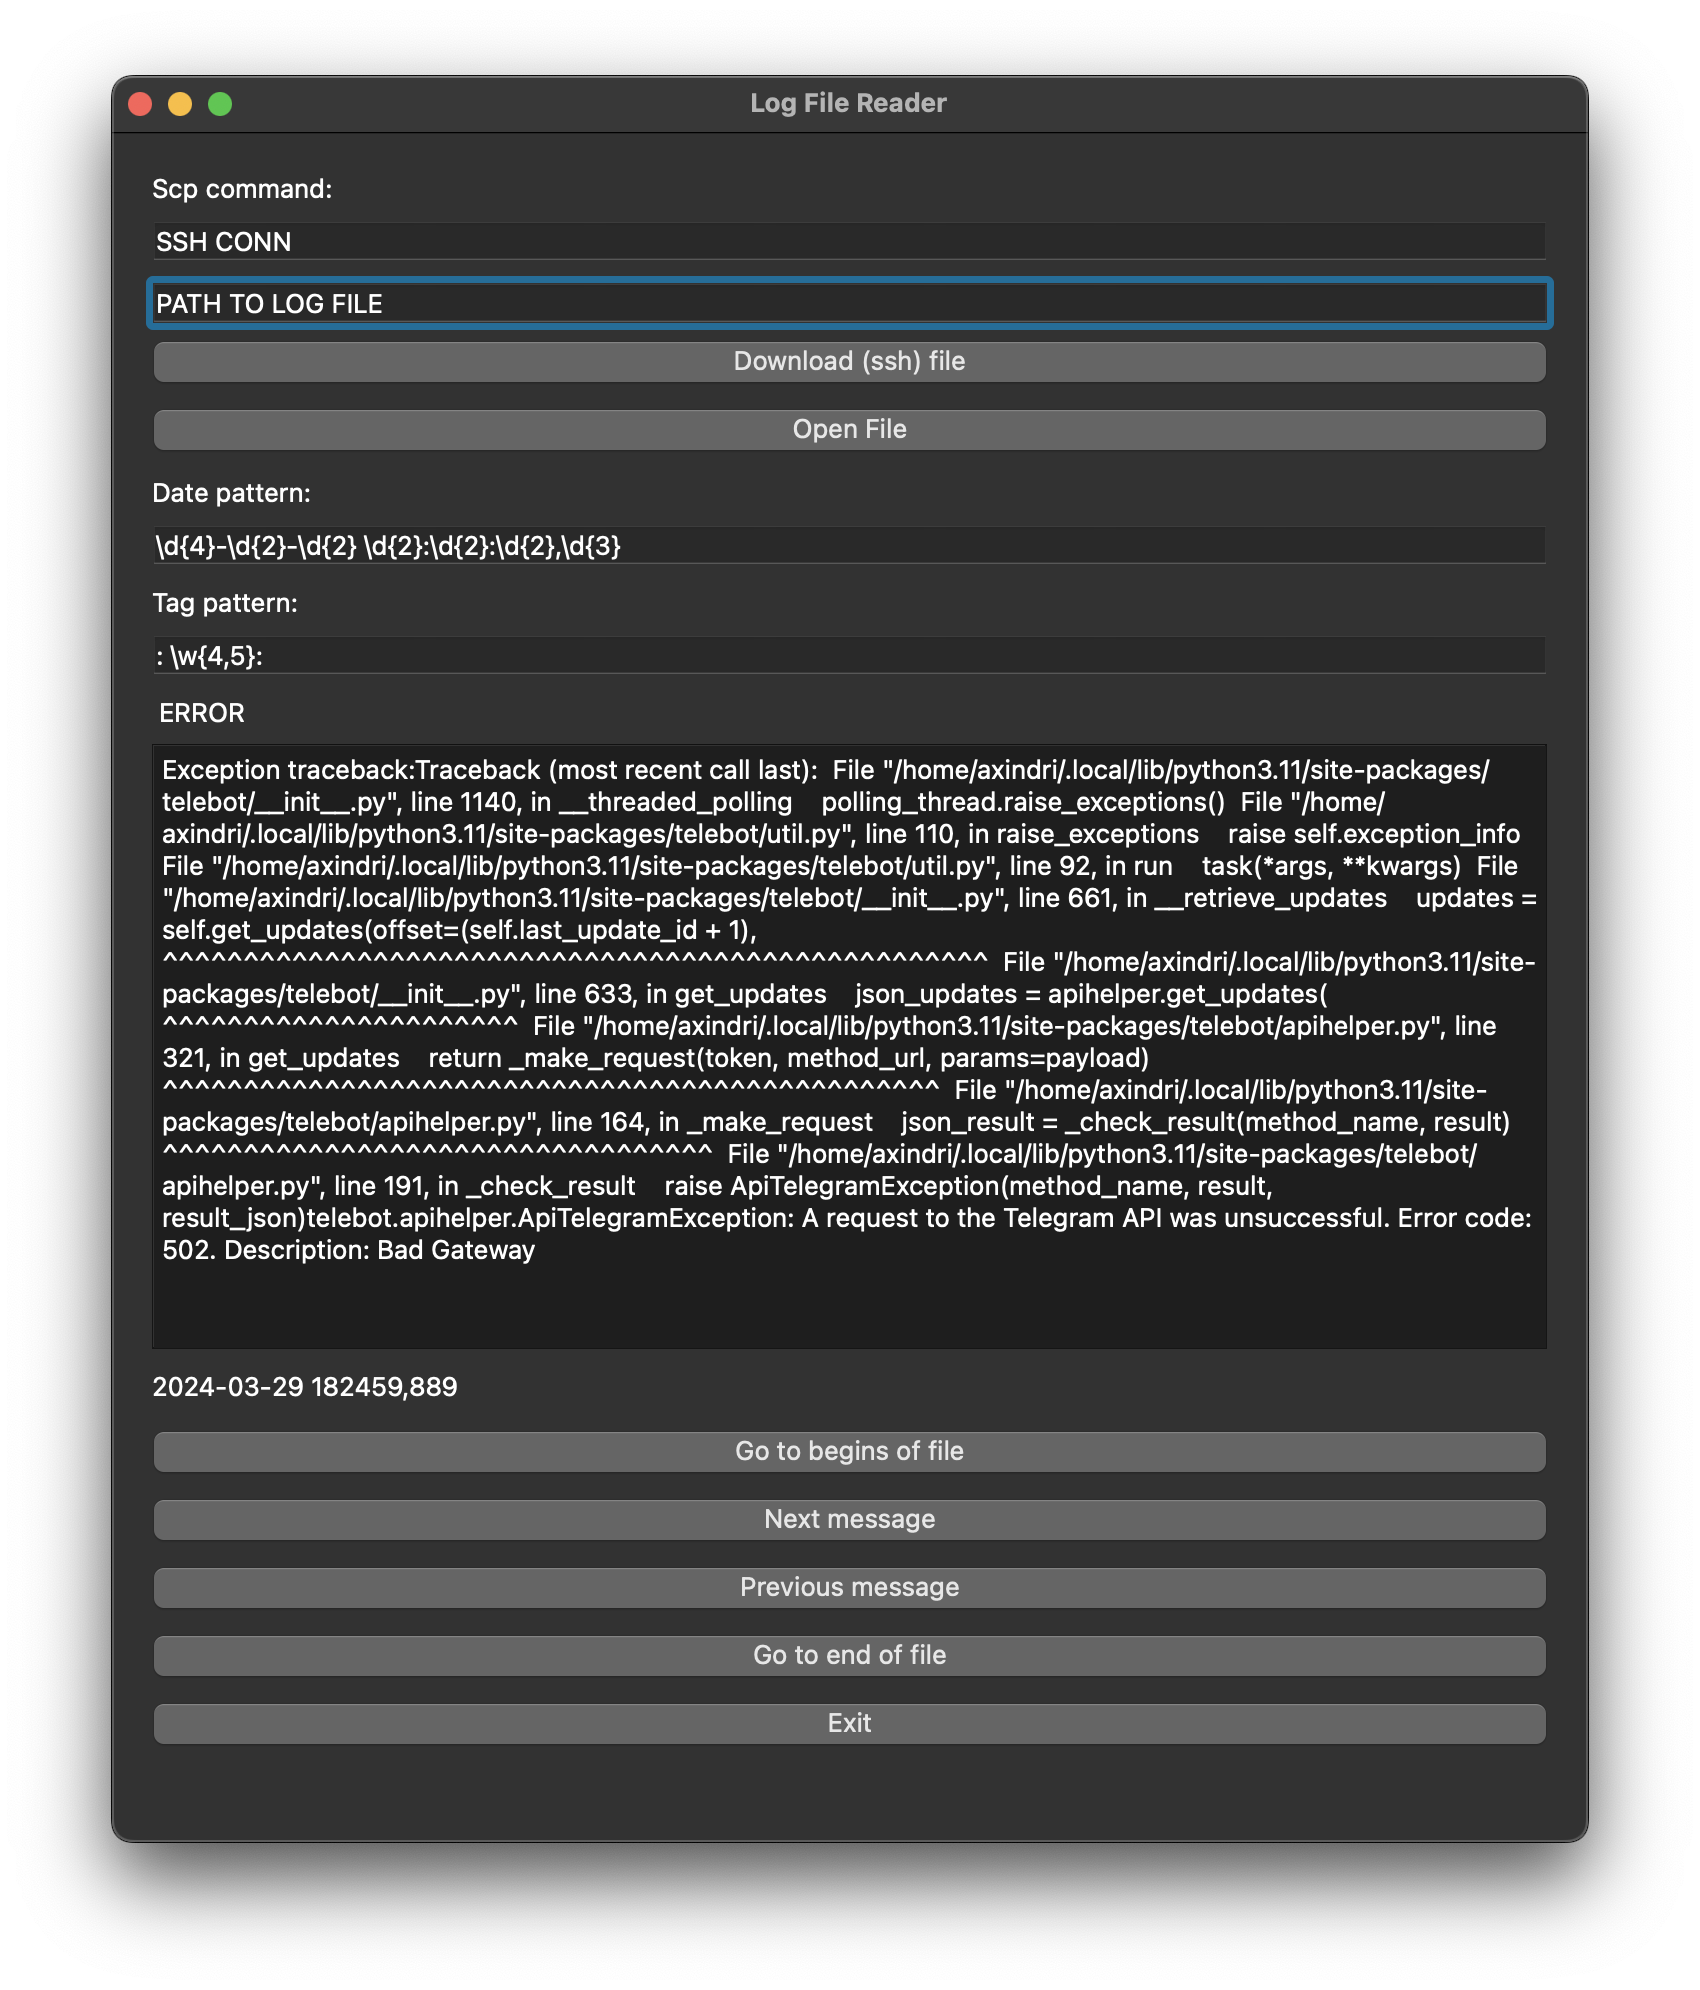 Log File Reader
Scp command:
SSH CONN
PATH TO LOG FILE
Download (ssh) file
Open File
Date pattern:
\d{4}-\d{2}-\d{2} \d{2}:\d{2}:\d{2},\d{3}
Tag pattern:
: \w{4,5}:
ERROR
Exception traceback:Traceback (most recent call last):  File "/home/axindri/.local/lib/python3.11/site-packages/
telebot/__init__.py", line 1140, in __threaded_polling    polling_thread.raise_exceptions()  File "/home/
axindri/.local/lib/python3.11/site-packages/telebot/util.py", line 110, in raise_exceptions    raise self.exception_info
File "/home/axindri/.local/lib/python3.11/site-packages/telebot/util.py", line 92, in run    task(*args, **kwargs)  File
"/home/axindri/.local/lib/python3.11/site-packages/telebot/__init__.py", line 661, in __retrieve_updates    updates =
self.get_updates(offset=(self.last_update_id + 1),
^^^^^^^^^^^^^^^^^^^^^^^^^^^^^^^^^^^^^^^^^^^^^^^^^^^  File "/home/axindri/.local/lib/python3.11/site-
packages/telebot/__init__.py", line 633, in get_updates    json_updates = apihelper.get_updates(
^^^^^^^^^^^^^^^^^^^^^^  File "/home/axindri/.local/lib/python3.11/site-packages/telebot/apihelper.py", line
321, in get_updates    return _make_request(token, method_url, params=payload)
^^^^^^^^^^^^^^^^^^^^^^^^^^^^^^^^^^^^^^^^^^^^^^^^  File "/home/axindri/.local/lib/python3.11/site-
packages/telebot/apihelper.py", line 164, in _make_request    json_result = _check_result(method_name, result)
^^^^^^^^^^^^^^^^^^^^^^^^^^^^^^^^^^  File "/home/axindri/.local/lib/python3.11/site-packages/telebot/
apihelper.py", line 191, in _check_result    raise ApiTelegramException(method_name, result,
result_json)telebot.apihelper.ApiTelegramException: A request to the Telegram API was unsuccessful. Error code:
502. Description: Bad Gateway
2024-03-29 182459,889
Go to begins of file
Next message
Previous message
Go to end of file
Exit